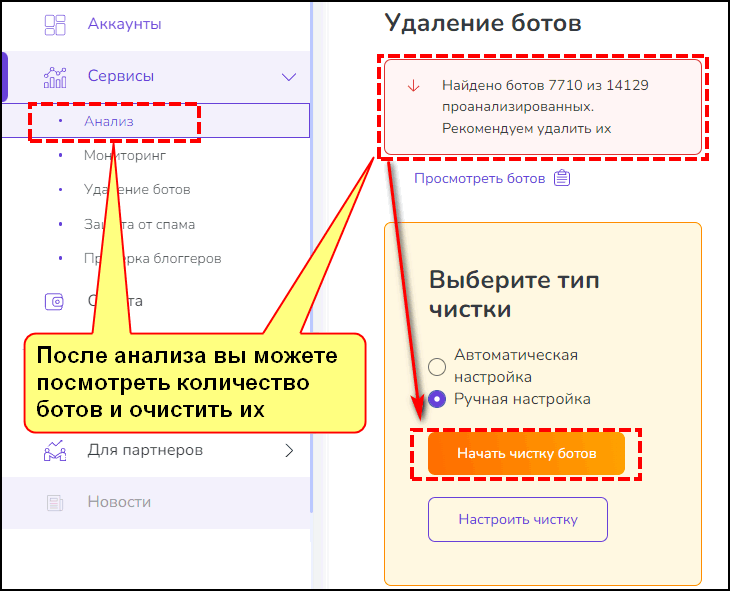 Аккаунты
Сервисы
Анализ
Мониторинг
Удаление ботов
от спама
блоггеров
Для партнеров
Новости
После анализа вы можете
посмотреть количество
ботов и очистить их
Удаление ботов
Найдено ботов 7710 из 14129
проанализированных.
Рекомендуем удалить их
Просмотреть ботов
Выберите тип
чистки
Автоматическая
настройка
Ручная настройка
Начать чистку ботов
Настроить чистку